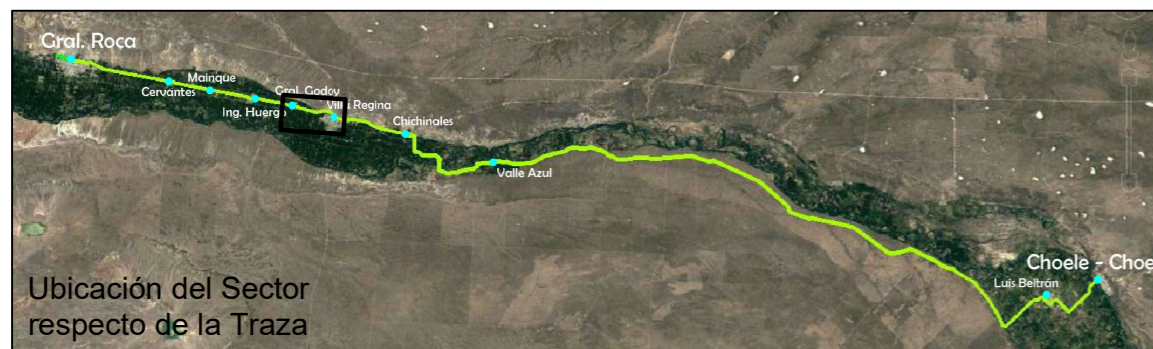 Gral. Roca
Mainque
Cervantes
Gral. Godoy
Ing. Huergo
Villa Regina
Chichinales
Valle Azul
Choele - Choel
Luis Beltrán
Ubicación del Sector
respecto de la Traza